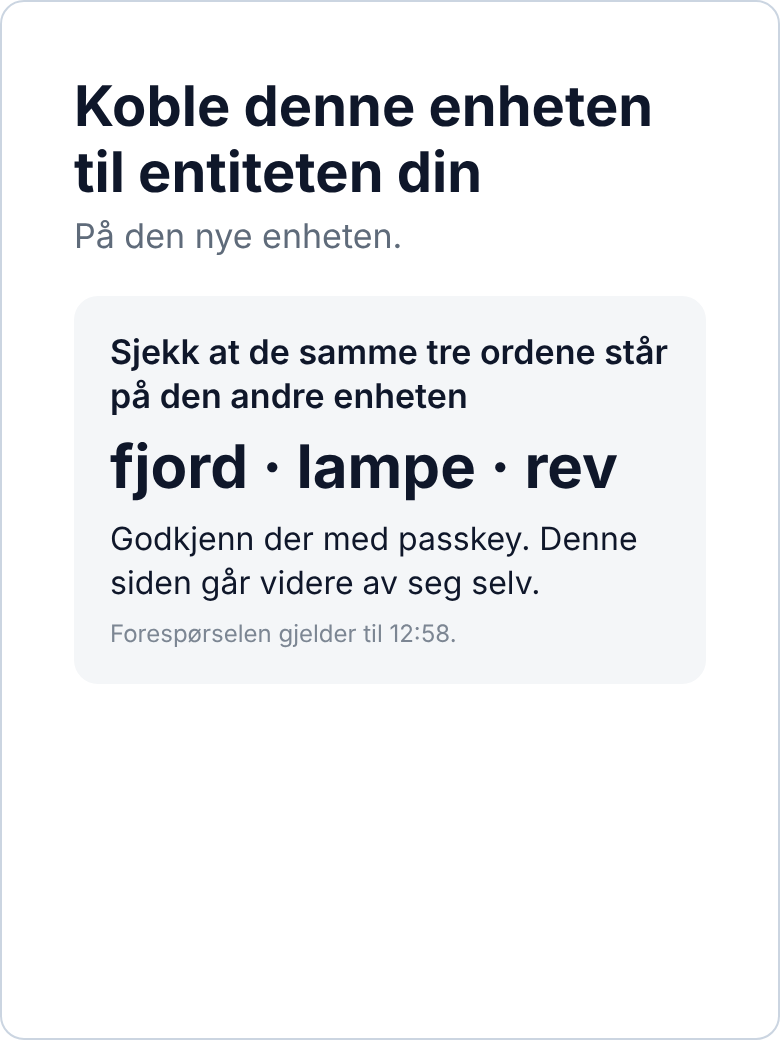 Koble denne enheten
til entiteten din
På den nye enheten.
Sjekk at de samme tre ordene står
på den andre enheten
fjord · lampe · rev
Godkjenn der med passkey. Denne
siden går videre av seg selv.
Forespørselen gjelder til 12:58.